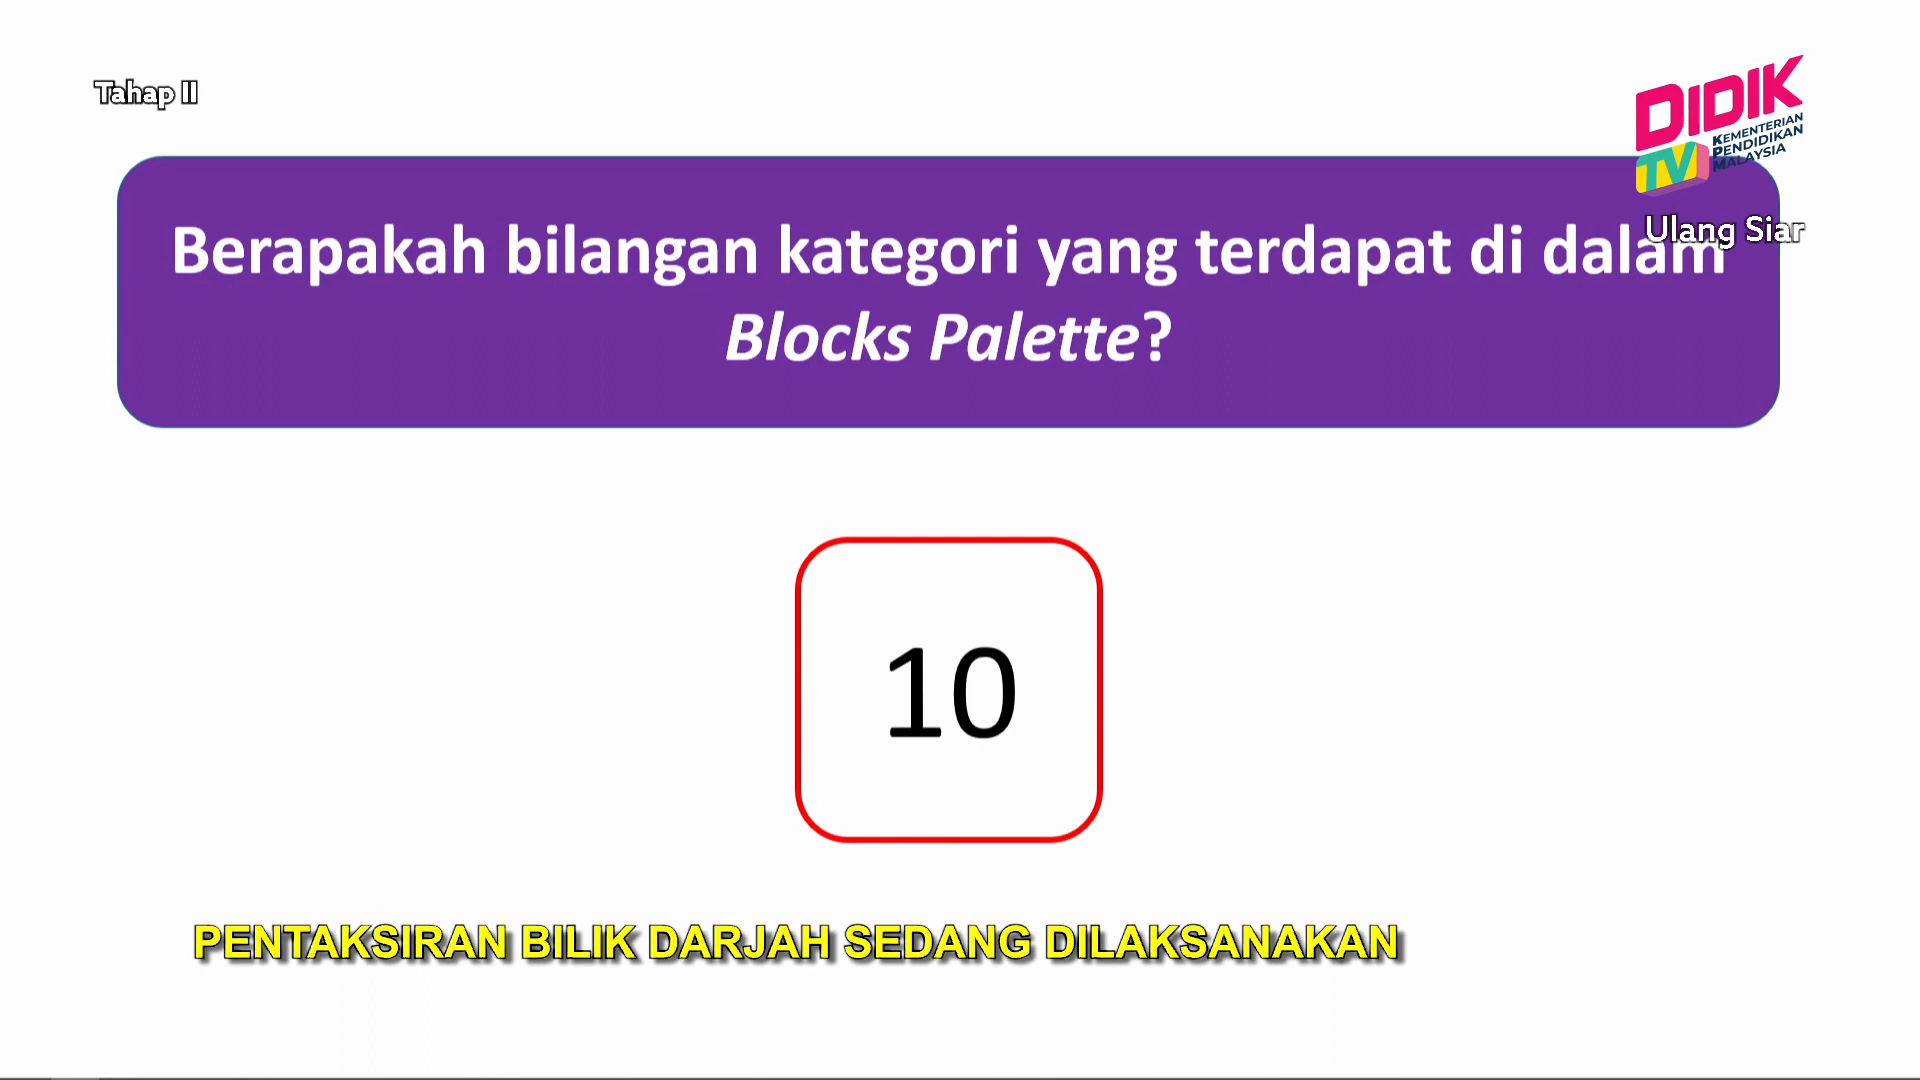 Tahap II
DIDIK
TV
KEMENTERIAN
PENDIDIKAN
MALAYSIA
Ulang Siar
Berapakah bilangan kategori yang terdapat di dalam
Blocks Palette?
10
PENTAKSIRAN BILIK DARJAH SEDANG DILAKSANAKAN